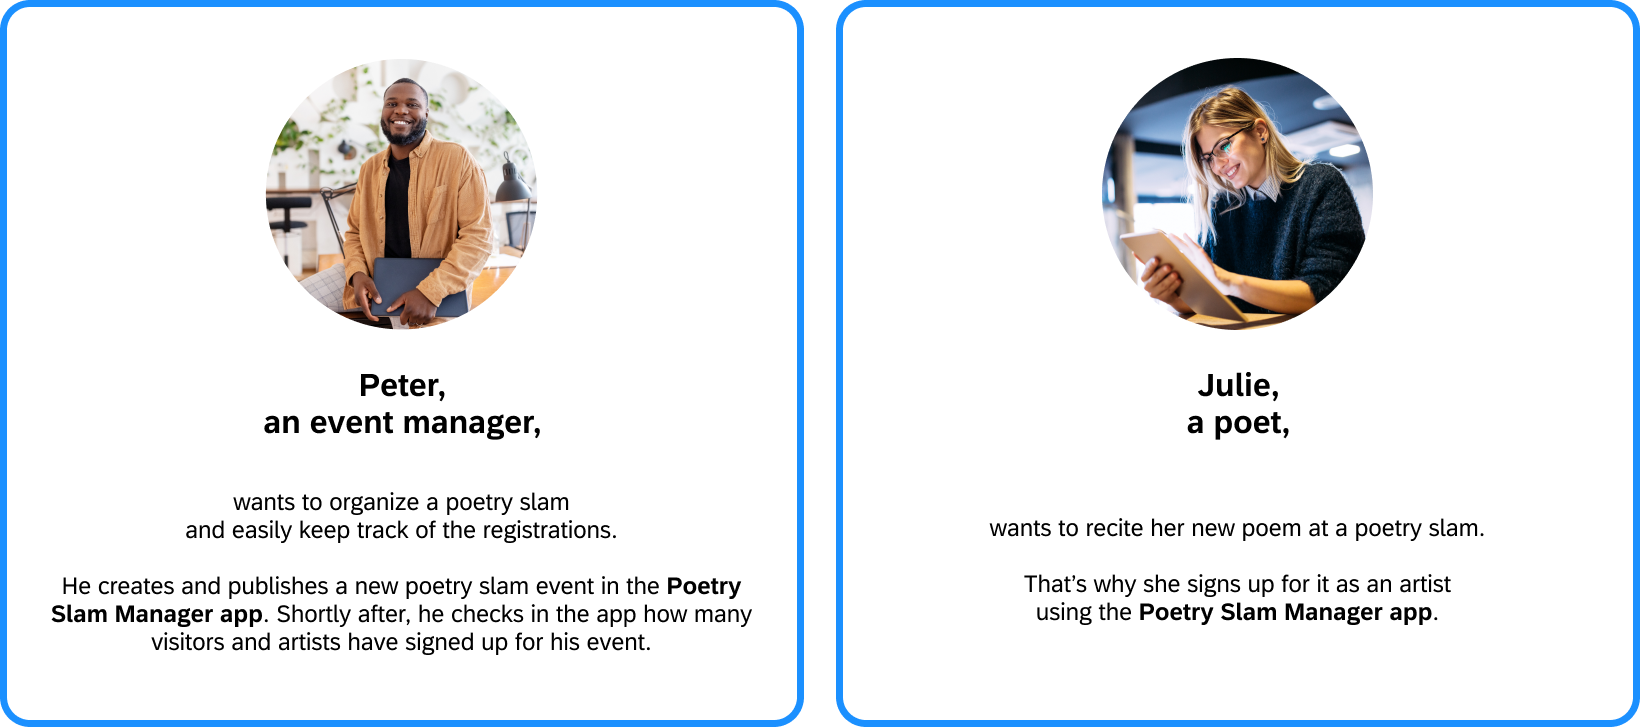 Peter,
an event manager,
wants to organize a poetry slam
and easily keep track of the registrations.
He creates and publishes a new poetry slam event in the Poetry
Slam Manager app. Shortly after, he checks in the app how many
visitors and artists have signed up for his event.
Julie,
a poet,
wants to recite her new poem at a poetry slam.
That’s why she signs up for it as an artist
using the Poetry Slam Manager app.